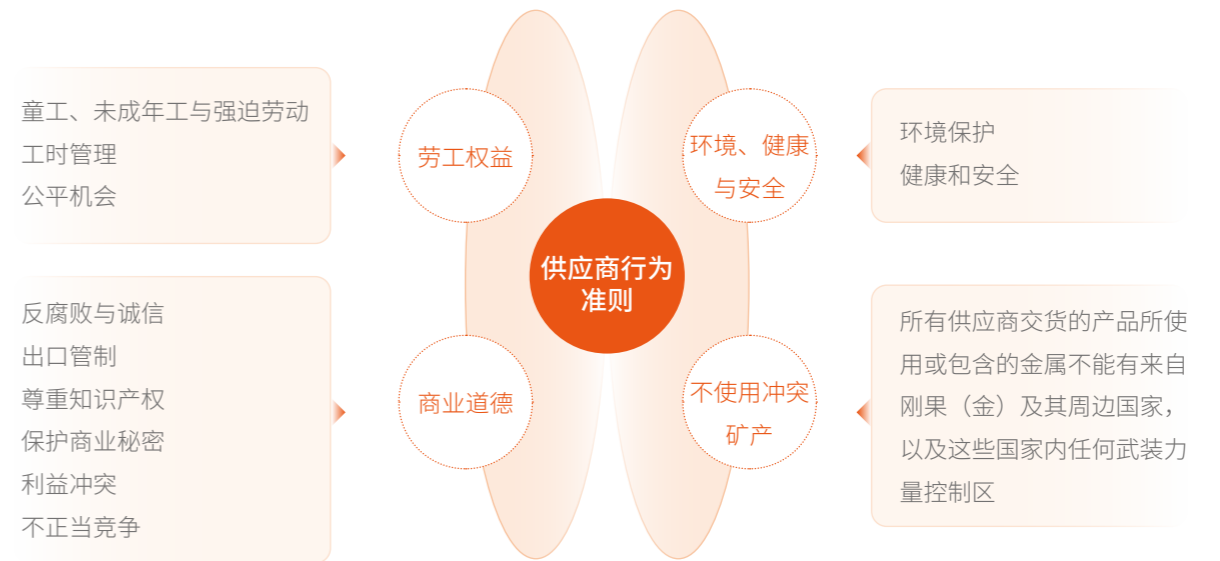 童工、未成年工与强迫劳动
工时管理
公平机会
劳工权益
反腐败与诚信
出口管制
尊重知识产权
保护商业秘密
利益冲突
不正当竞争
商业道德
供应商行为
准则
环境、健康
与安全
环境保护
健康和安全
不使用冲突
矿产
所有供应商交货的产品所使
用或包含的金属不能有来自
刚果（金）及其周边国家，
以及这些国家内任何武装力
量控制区